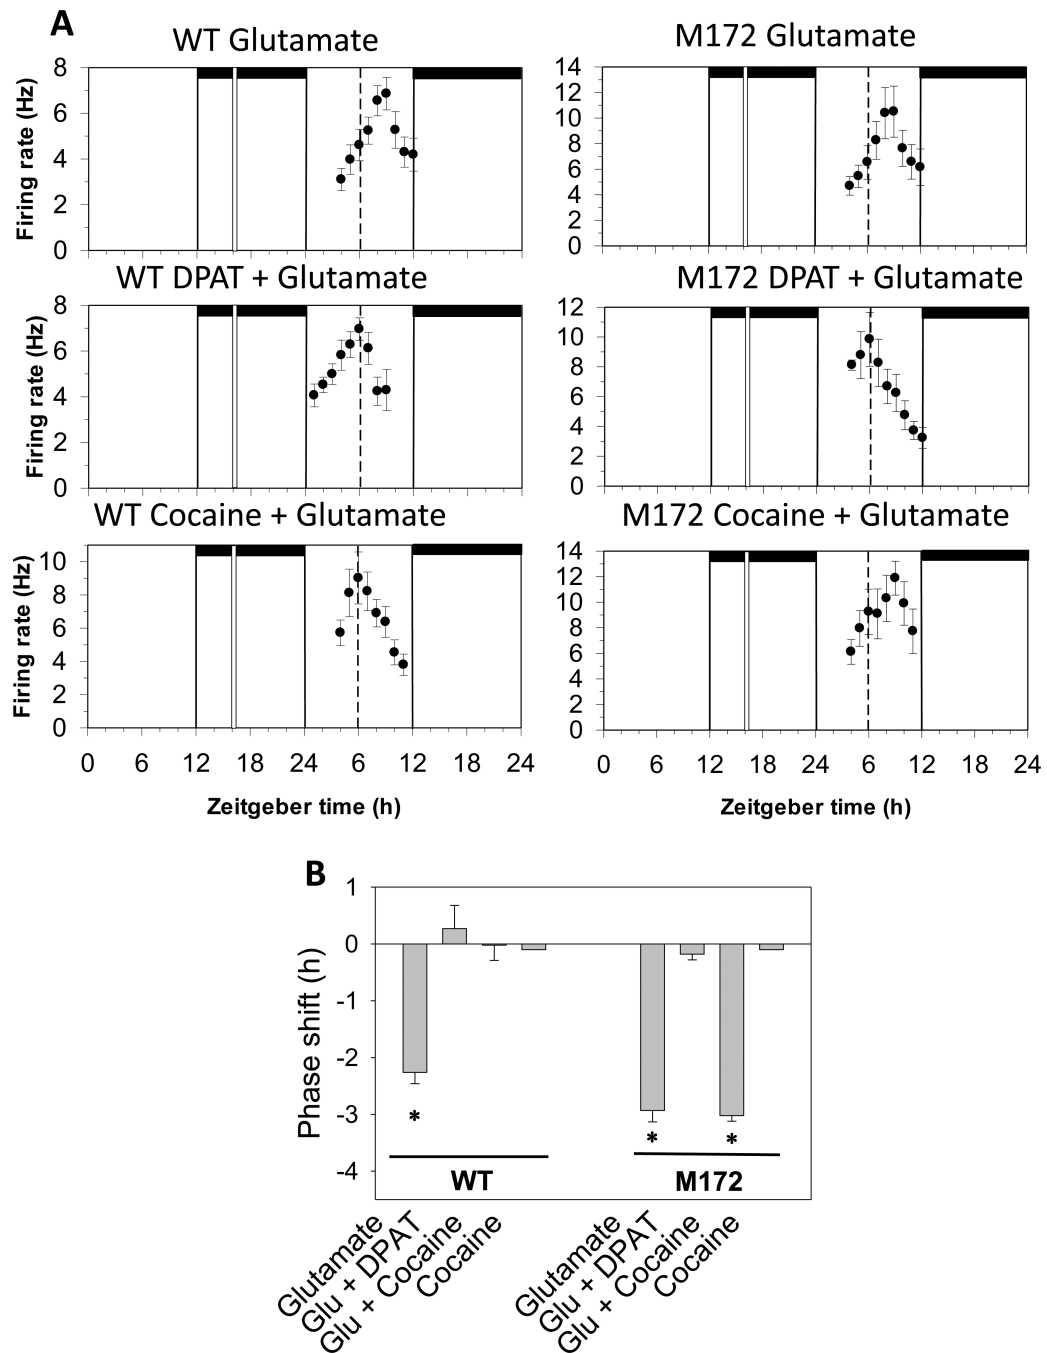 A
WT Glutamate
M172 Glutamate
8
6
4
2
0
Firing rate (Hz)
14
12
10
8
6
4
2
0
WT DPAT + Glutamate
M172 DPAT + Glutamate
8
6
4
2
0
Firing rate (Hz)
12
10
8
6
4
2
0
WT Cocaine + Glutamate
M172 Cocaine + Glutamate
10
8
6
4
2
0
Firing rate (Hz)
14
12
10
8
6
4
2
0
0 6 12 18 24 6 12 18 24
0 6 12 18 24 6 12 18 24
Zeitgeber time (h)
Zeitgeber time (h)
B
1
0
-1
-2
-3
-4
Phase shift (h)
*
*
*
WT
M172
Glutamate
Glu + DPAT
Glu + Cocaine
Cocaine
Glutamate
Glu + DPAT
Glu + Cocaine
Cocaine